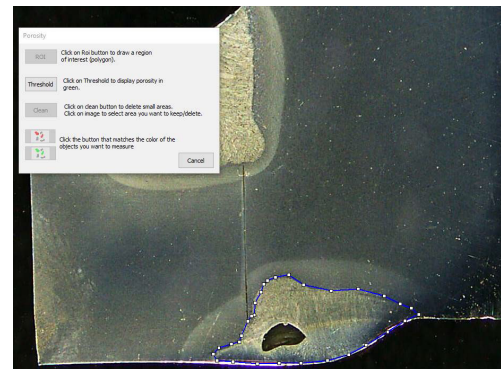 Porosity
ROI
Click on Roi button to draw a region
of interest (polygon).
Threshold
Click on Threshold to display porosity in
green.
Clean
Click on clean button to delete small areas.
Click on image to select area you want to keep/delete.
Click the button that matches the color of the
objects you want to measure
Cancel